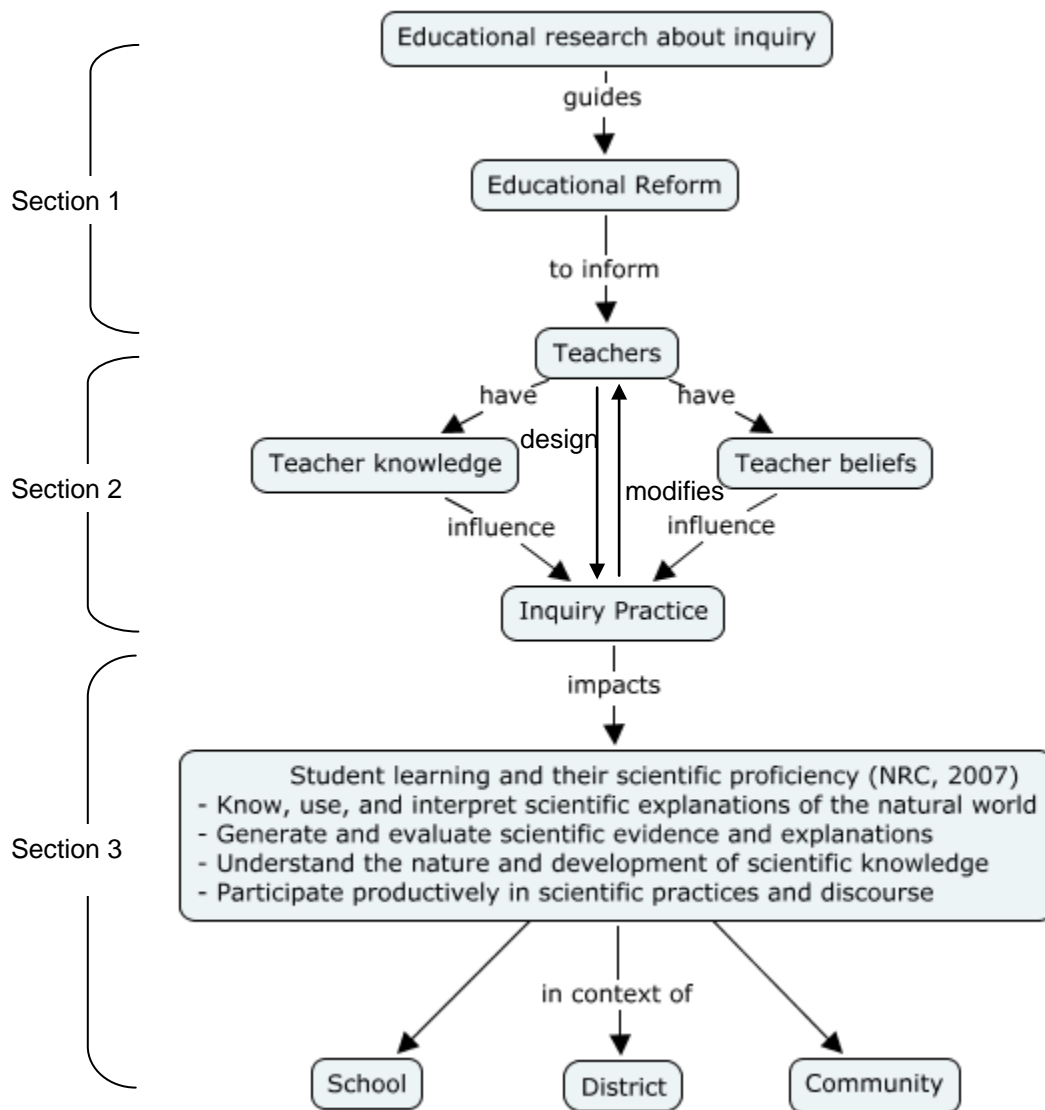 Educational research about inquiry
guides
Section 1
Educational Reform
to inform
Teachers
have
have
design
Teacher knowledge
Teacher beliefs
Section 2
modifies
influence
influence
Inquiry Practice
impacts
Student learning and their scientific proficiency (NRC, 2007)
- Know, use, and interpret scientific explanations of the natural world
- Generate and evaluate scientific evidence and explanations
Section 3
- Understand the nature and development of scientific knowledge
- Participate productively in scientific practices and discourse
in context of
School
District
Community